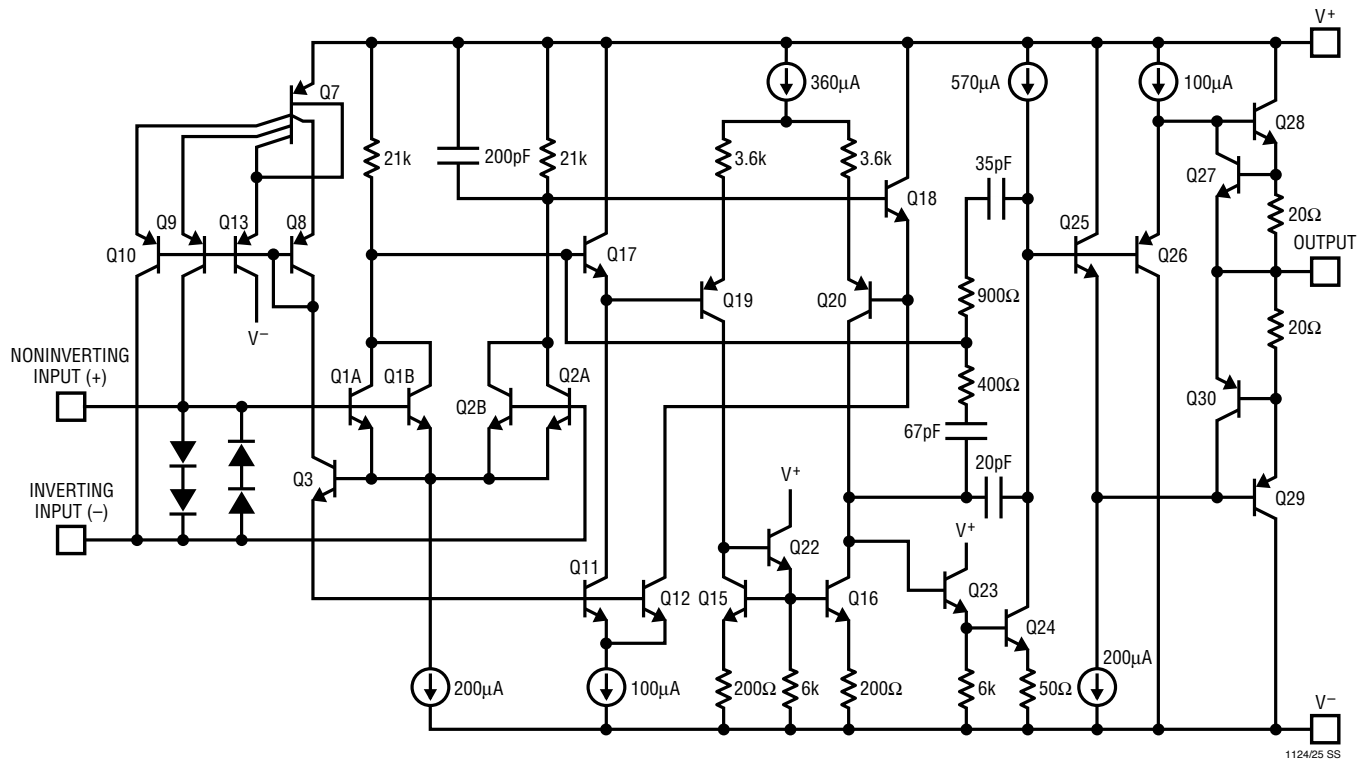 V+
Q7
360μA
570μA
100μA
Q28
21k
200pF
21k
3.6k
3.6k
35pF
Q27
Q18
20Ω
Q9
Q13
Q8
Q25
OUTPUT
Q10
Q17
Q26
Q19
Q20
900Ω
V–
20Ω
NONINVERTING
INPUT (+)
Q1A
Q1B
Q2A
400Ω
Q2B
Q30
67pF
20pF
Q3
V+
INVERTING
INPUT (–)
Q29
V+
Q22
Q11
Q23
Q12
Q15
Q16
Q24
200μA
200μA
100μA
200Ω
6k
200Ω
6k
50Ω
V–
1124/25 SS